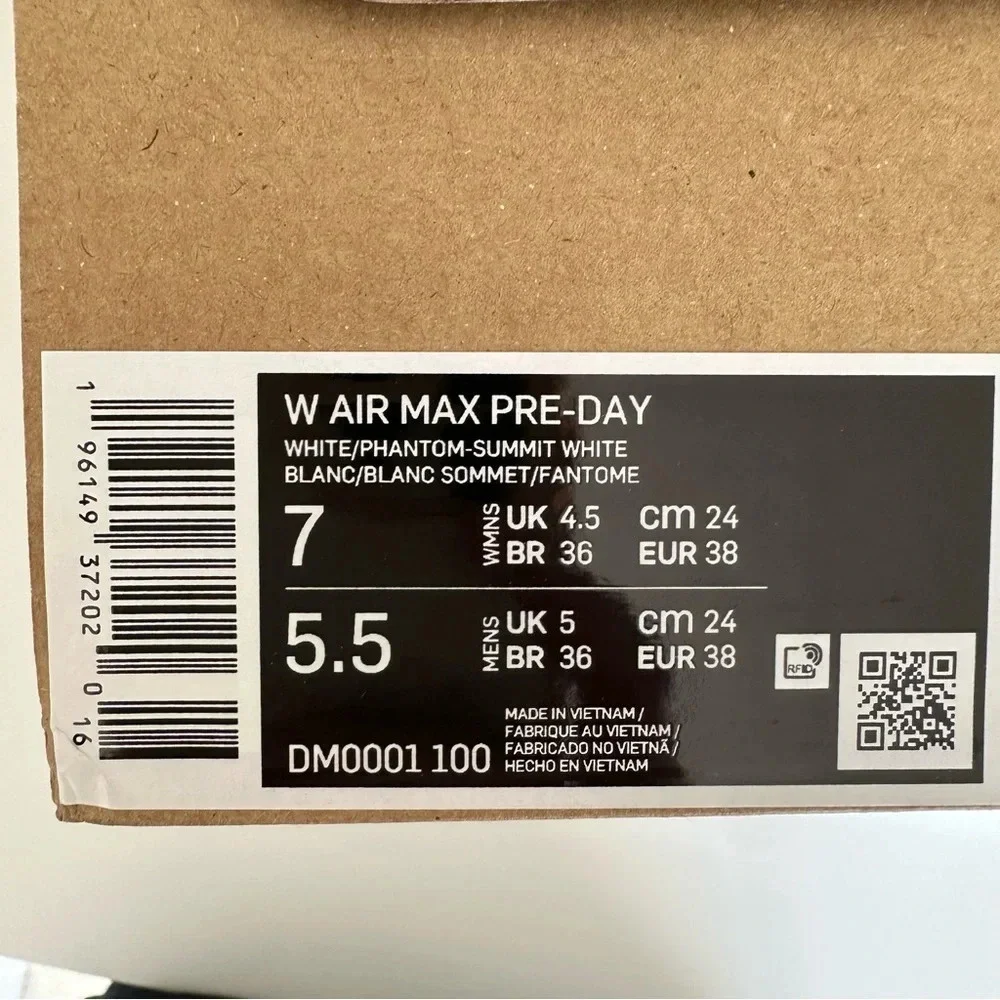 1 96149 37202 0 16
W AIR MAX PRE-DAY
WHITE/PHANTOM-SUMMIT WHITE
BLANC/BLANC SOMMET/FANTOME
7 WMNS UK 4.5 cm 24
BR 36 EUR 38
5.5 MENS UK 5 cm 24
BR 36 EUR 38
RFID
DM0001 100
MADE IN VIETNAM /
FABRIQUE AU VIETNAM /
FABRICADO NO VIETNÃ /
HECHO EN VIETNAM